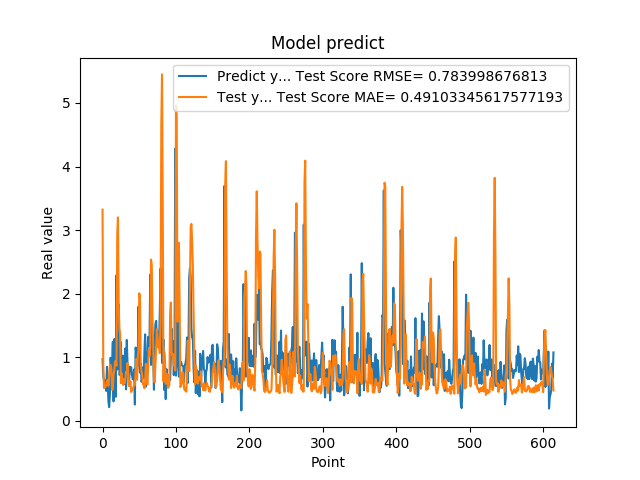 Model predict
Predict y... Test Score RMSE= 0.783998676813
Test y... Test Score MAE= 0.49103345617577193
Real value
5
4
3
2
1
0
0 100 200 300 400 500 600
Point